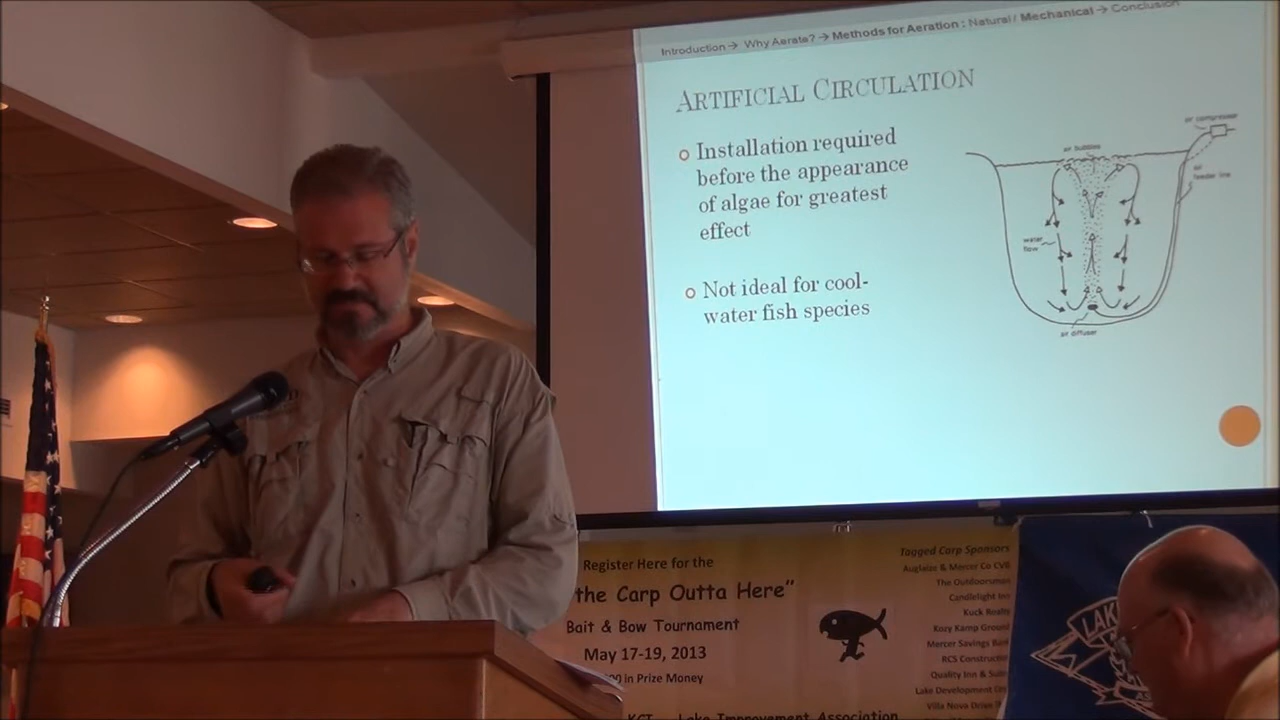 Introduction → Why Aerate? → Methods for Aeration : Natural / Mechanical → Conclusion
ARTIFICIAL CIRCULATION
Installation required
before the appearance
of algae for greatest
effect
Not ideal for cool-
water fish species
air compressor
air bubbles
air
feeder line
water
flow
air diffuser
Register Here for the
the Carp Outta Here”
Bait & Bow Tournament
May 17-19, 2013
in Prize Money
Lake Improvement Association
Tagged Carp Sponsors
Auglaize & Mercer Co CVB
The Outdoorsman
Candlelight Inn
Kuck Realty
Kozy Kamp Ground
Mercer Savings Bank
RCS Constructio
Quality Inn &
Lake Development
Villa Nova Drive
LAK